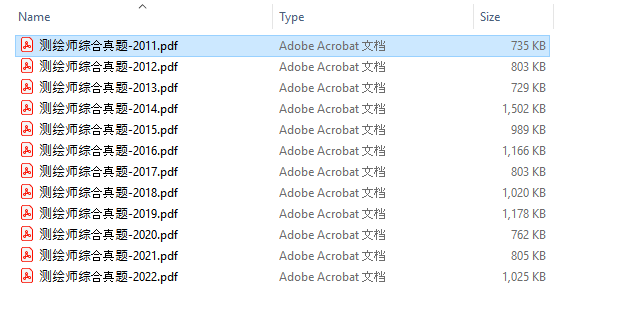 Name Type Size
测绘师综合真题-2011.pdf Adobe Acrobat 文档 735 KB
测绘师综合真题-2012.pdf Adobe Acrobat 文档 803 KB
测绘师综合真题-2013.pdf Adobe Acrobat 文档 729 KB
测绘师综合真题-2014.pdf Adobe Acrobat 文档 1,502 KB
测绘师综合真题-2015.pdf Adobe Acrobat 文档 989 KB
测绘师综合真题-2016.pdf Adobe Acrobat 文档 1,166 KB
测绘师综合真题-2017.pdf Adobe Acrobat 文档 803 KB
测绘师综合真题-2018.pdf Adobe Acrobat 文档 1,020 KB
测绘师综合真题-2019.pdf Adobe Acrobat 文档 1,178 KB
测绘师综合真题-2020.pdf Adobe Acrobat 文档 762 KB
测绘师综合真题-2021.pdf Adobe Acrobat 文档 805 KB
测绘师综合真题-2022.pdf Adobe Acrobat 文档 1,025 KB